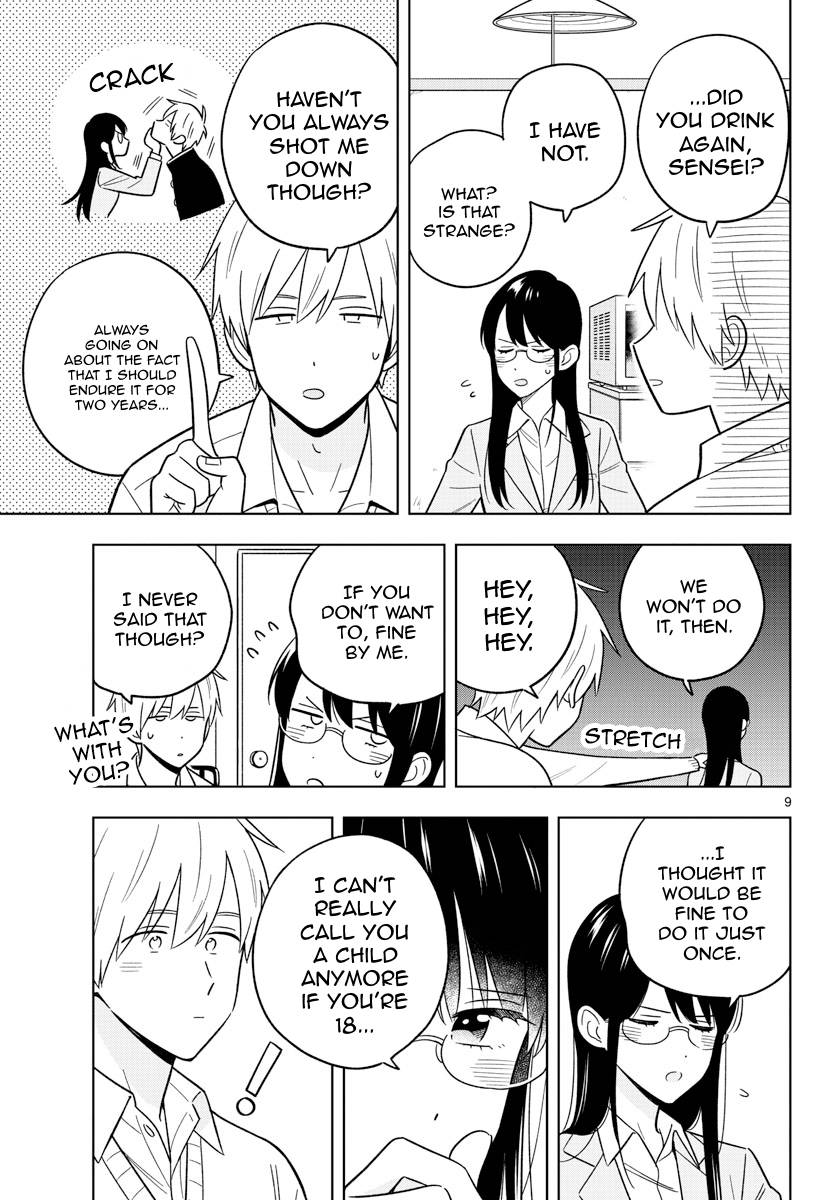 ...DID
YOU DRINK
AGAIN,
SENSEI?
I HAVE
NOT.
WHAT?
IS THAT
STRANGE?
HAVEN'T
YOU ALWAYS
SHOT ME
DOWN
THOUGH?
CRACK
ALWAYS
GOING ON
ABOUT THE FACT
THAT I SHOULD
ENDURE IT FOR
TWO YEARS...
WE
WON'T DO
IT, THEN.
HEY,
HEY,
HEY.
STRETCH
IF YOU
DON'T WANT
TO, FINE
BY ME.
I NEVER
SAID THAT
THOUGH?
WHAT'S
WITH
YOU?
9
...I
THOUGHT IT
WOULD BE
FINE TO
DO IT JUST
ONCE.
I CAN'T
REALLY
CALL YOU
A CHILD
ANYMORE
IF YOU'RE
18...
!